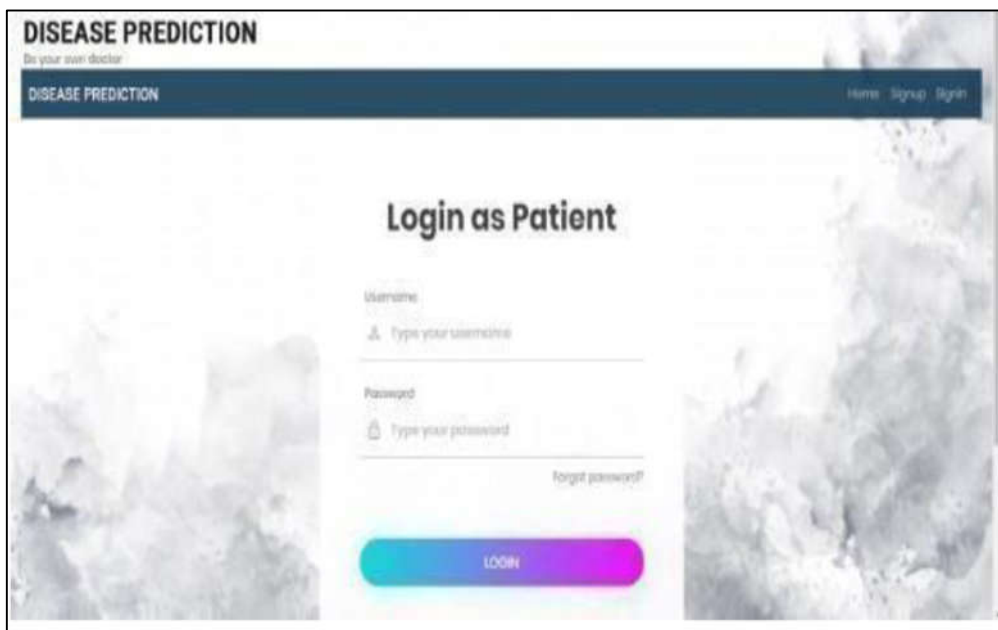 DISEASE PREDICTION
Be your own doctor
DISEASE PREDICTION
Home Signup Signin
Login as Patient
Username
Type your username
Password
Type your password
Forgot password?
LOGIN